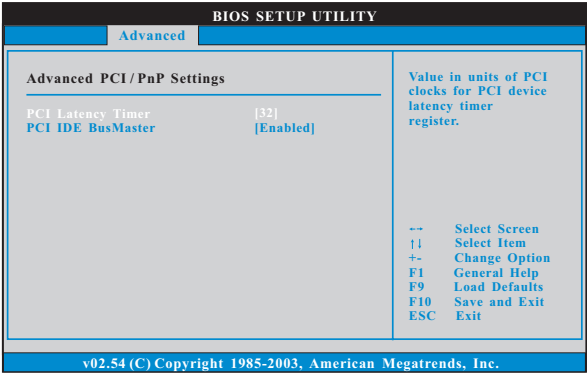 BIOS SETUP UTILITY
Advanced
Advanced PCI / PnP Settings
PCI Latency Timer [32]
PCI IDE BusMaster [Enabled]
Value in units of PCI
clocks for PCI device
latency timer
register.
←→ Select Screen
↑↓ Select Item
+- Change Option
F1 General Help
F9 Load Defaults
F10 Save and Exit
ESC Exit
v02.54 (C) Copyright 1985-2003, American Megatrends, Inc.